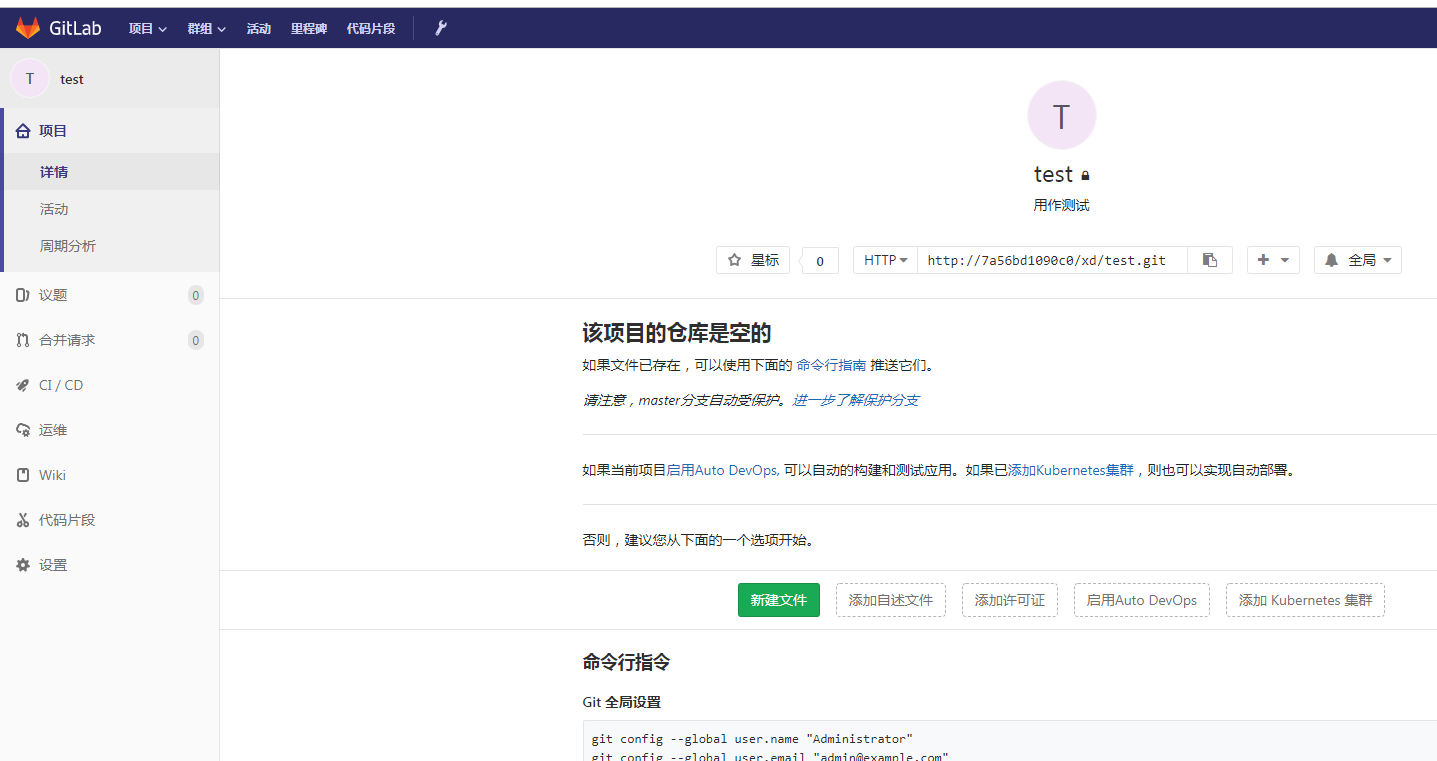 GitLab 项目 群组 活动 里程碑 代码片段
T test
项目
详情
活动
周期分析
议题 0
合并请求 0
CI / CD
运维
Wiki
代码片段
设置
T
test
用作测试
星标 0 HTTP http://7a56bd1090c0/xd/test.git 全局
该项目的仓库是空的
如果文件已存在，可以使用下面的 命令行指南 推送它们。
请注意，master分支自动受保护。进一步了解保护分支
如果当前项目启用Auto DevOps, 可以自动的构建和测试应用。如果已添加Kubernetes集群，则也可以实现自动部署。
否则，建议您从下面的一个选项开始。
新建文件 添加自述文件 添加许可证 启用Auto DevOps 添加 Kubernetes 集群
命令行指令
Git 全局设置
git config --global user.name "Administrator"
git config --global user.email "admin@example.com"